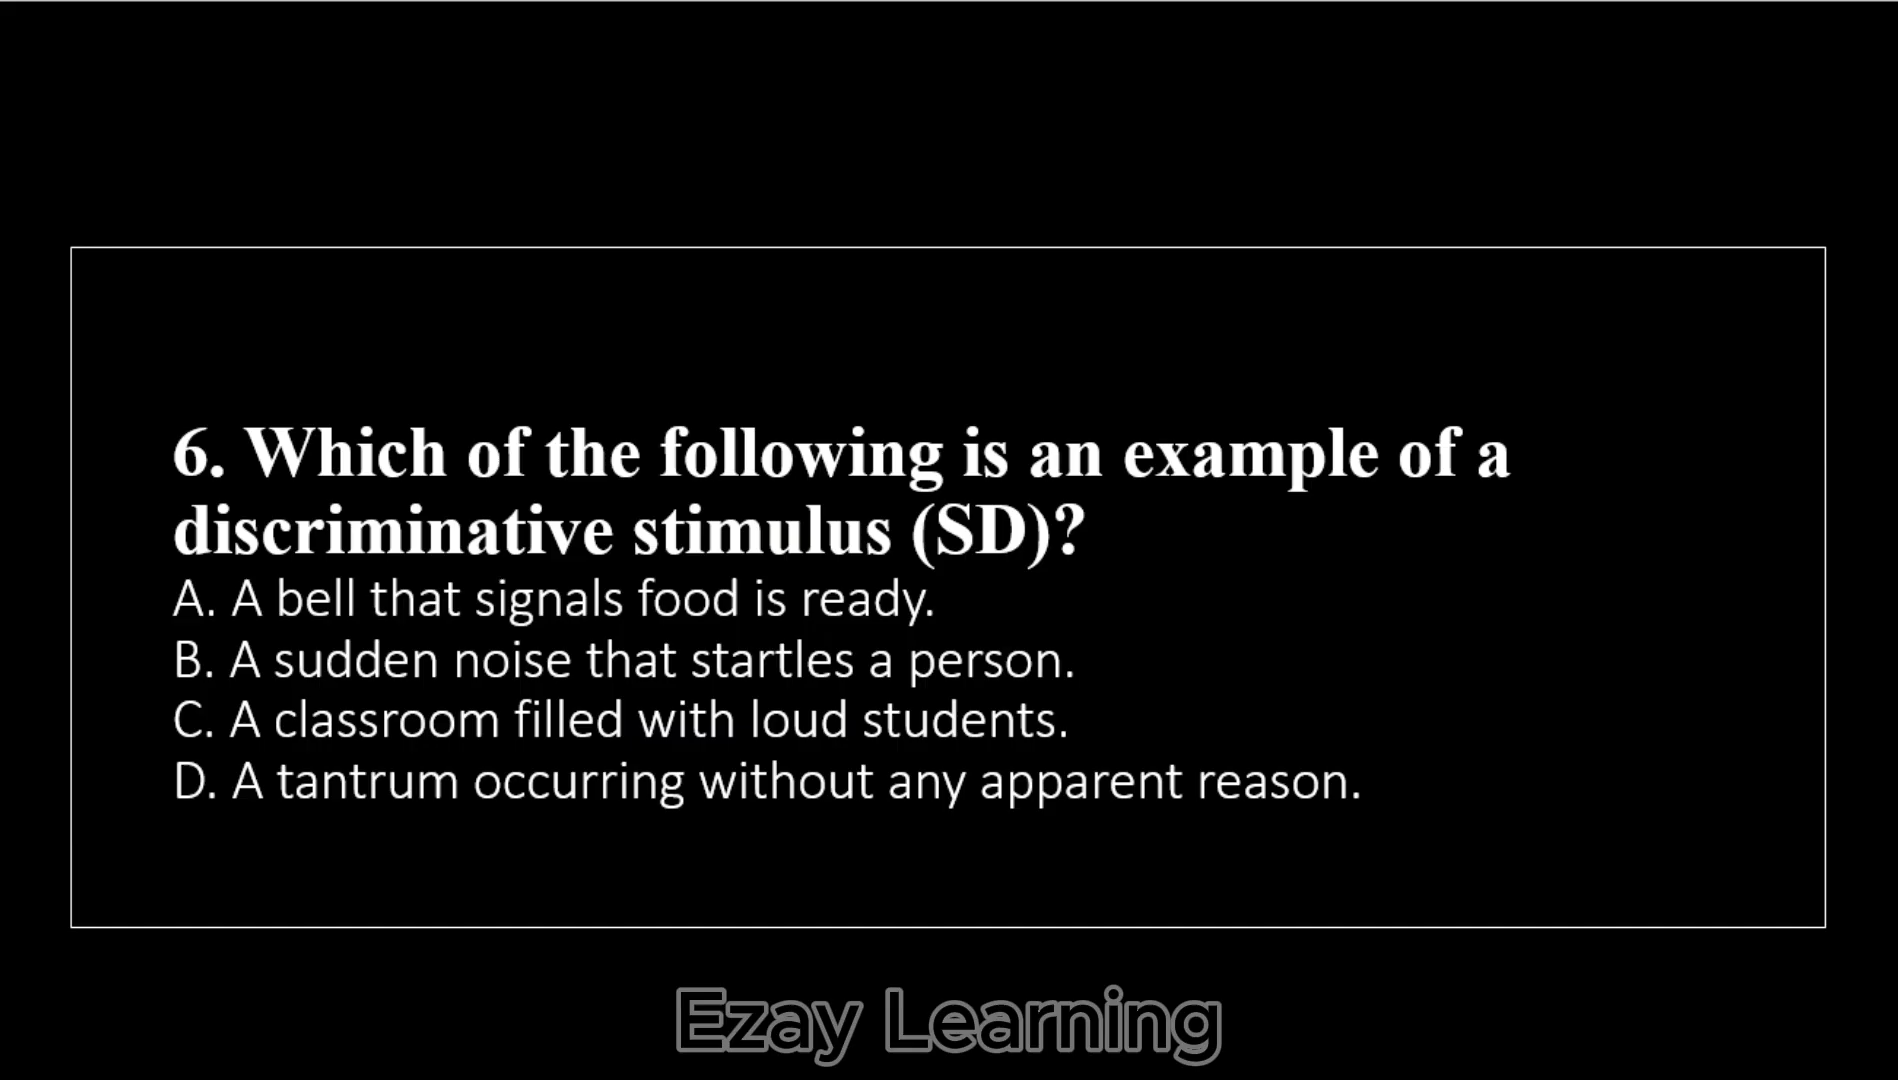 6. Which of the following is an example of a
discriminative stimulus (SD)?
A. A bell that signals food is ready.
B. A sudden noise that startles a person.
C. A classroom filled with loud students.
D. A tantrum occurring without any apparent reason.
Ezay Learning